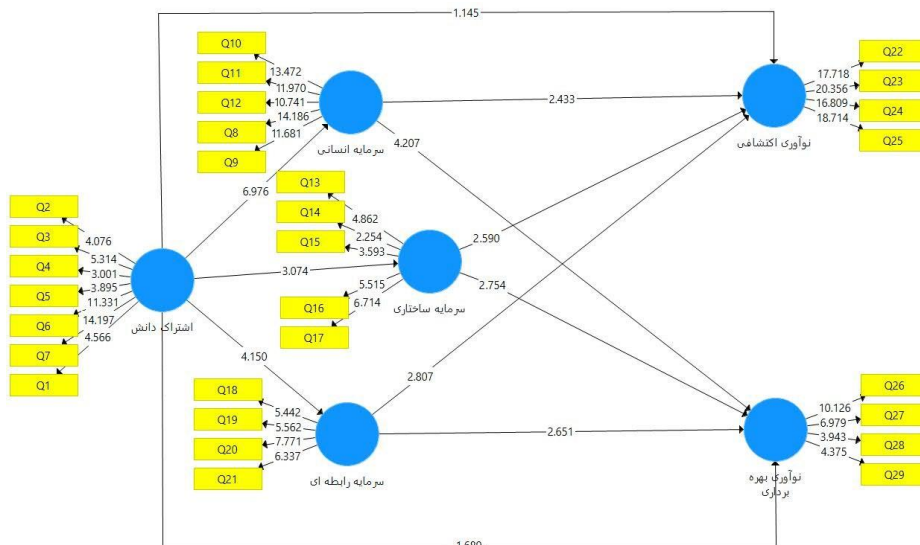 1.145
Q10
Q11
Q12
Q8
Q9
13.472
11.970
10.741
14.186
11.681
سرمایه انسانی
2.433
4.207
Q22
Q23
Q24
Q25
17.718
20.356
16.809
18.714
نوآوری اکتشافی
6.976
Q13
Q14
Q15
Q16
Q17
4.862
2.254
3.593
5.515
6.714
سرمایه ساختاری
2.590
2.754
Q2
Q3
Q4
Q5
Q6
Q7
Q1
4.076
5.314
3.001
3.895
11.331
14.197
4.566
اشتراک دانش
3.074
4.150
2.807
Q18
Q19
Q20
Q21
5.442
5.562
7.771
6.337
سرمایه رابطه ای
2.651
Q26
Q27
Q28
Q29
10.126
6.979
3.943
4.375
نوآوری بهره
برداری
1.680